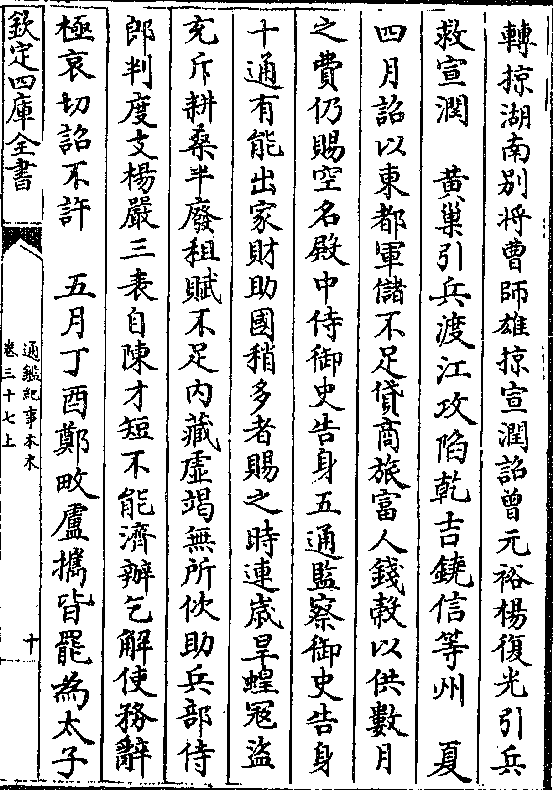 轉掠湖南别将曹師雄掠宣潤詔曾元裕楊復光引兵
救宣潤　黄巢引兵渡江攻陷乾吉鐃信等州　夏
四月詔以東都軍儲不足貸商旅富人錢穀以供數月
之費仍賜空名殿中侍御史告身五通監察御史告身
十通有能出家財助國稍多者賜之時連歳旱蝗冦盜
充斥耕桑半廢租賦不足内藏虚竭無所佽助兵部侍
郎判度支楊嚴三表自陳才短不能濟辦乞解使務辭
極哀切詔不許　五月丁酉鄭畋盧攜皆罷為太子
欽定四庫全書
通鑑紀事本末
卷三十七上
十